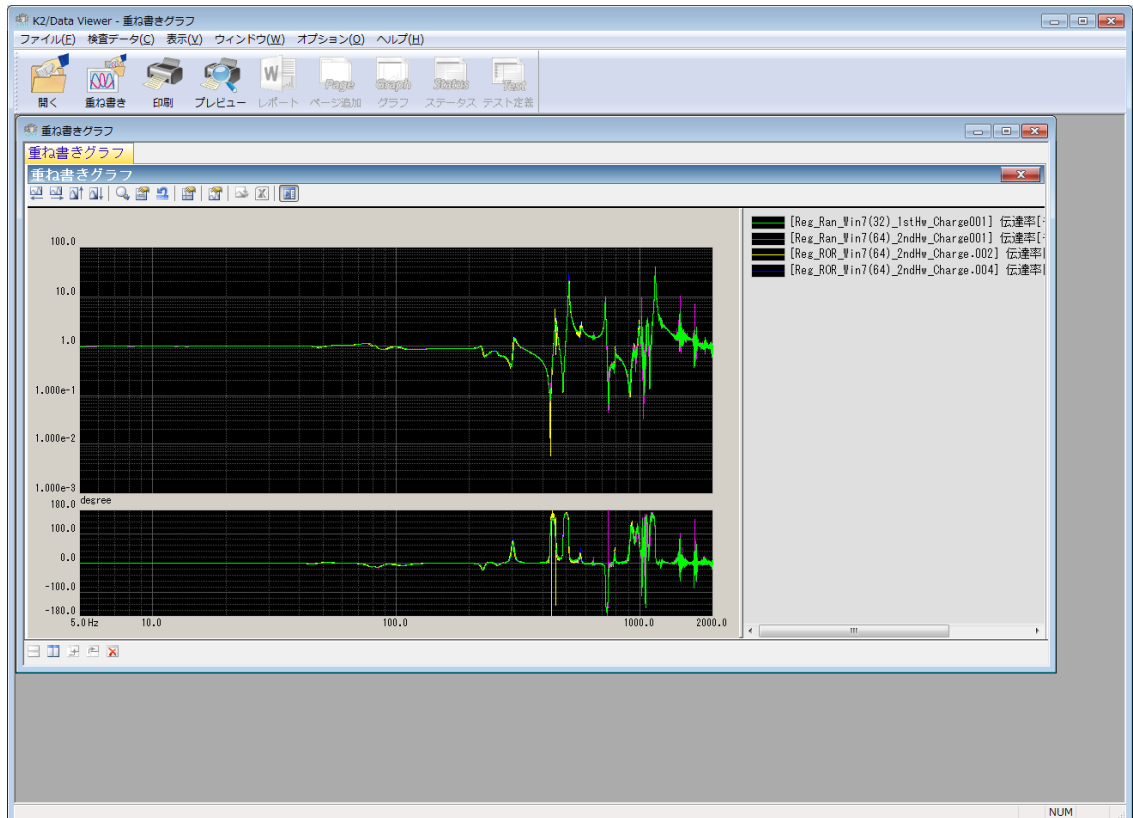 K2/Data Viewer - 重ね書きグラフ
ファイル(F) 検査データ(C) 表示(V) ウィンドウ(W) オプション(O) ヘルプ(H)
開く 重ね書き 印刷 プレビュー レポート ページ追加 グラフ ステータス テスト定義
Page Graph Status Test
重ね書きグラフ
重ね書きグラフ
重ね書きグラフ
[Reg_Ran_Win7(32)_1stHw_Charge001] 伝達率[
[Reg_Ran_Win7(64)_2ndHw_Charge001] 伝達率[
[Reg_ROR_Win7(64)_2ndHw_Charge.002] 伝達率[
[Reg_ROR_Win7(64)_2ndHw_Charge.004] 伝達率[
100.0
10.0
1.0
1.000e-1
1.000e-2
1.000e-3
180.0 degree
100.0
0.0
-100.0
-180.0
5.0 Hz 10.0 100.0 1000.0 2000.0
NUM